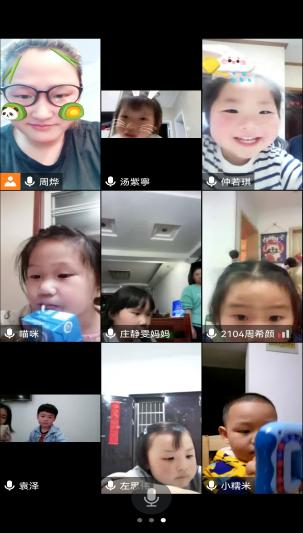 周烨
汤紫寧
仲若琪
喵咪
庄静雯妈妈
2104周希颜
袁泽
小糯米